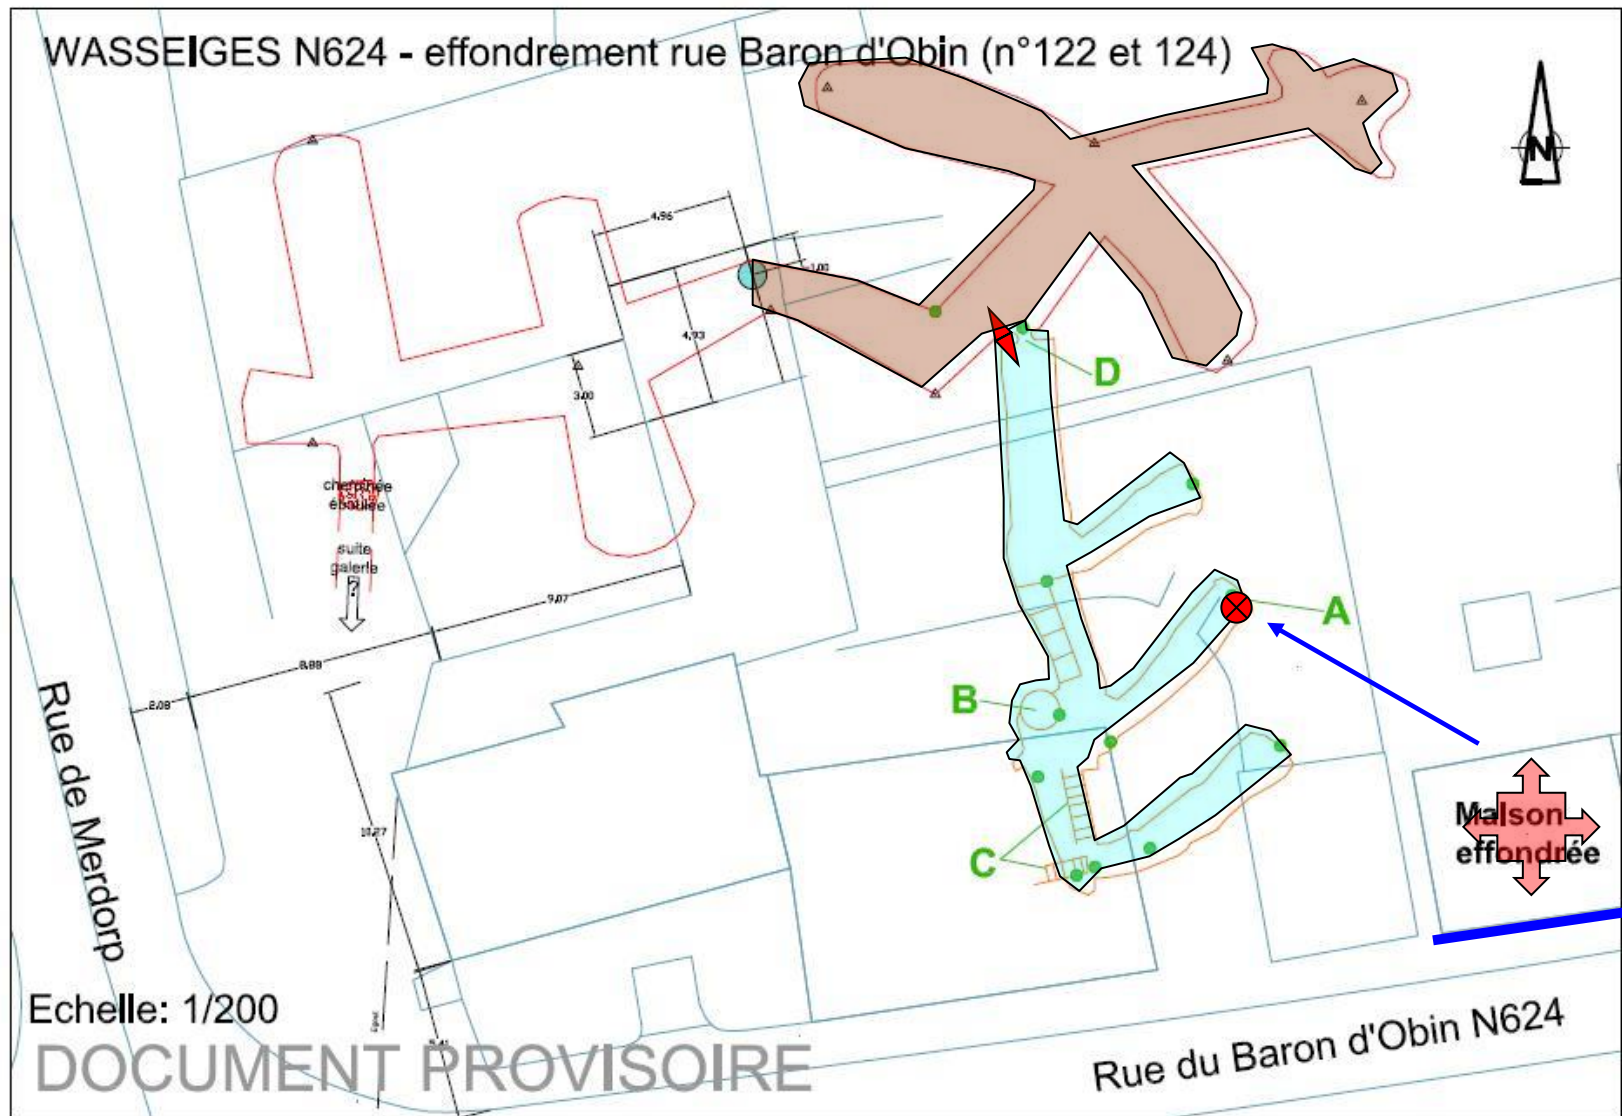 WASSEIGES N624 - effondrement rue Baron d'Obin (n°122 et 124)
N
4,96
1,00
4,93
3,00
D
cheminée
éboulée
suite
galerie
?
9,07
8,88
2,08
A
B
Rue de Merdorp
10,27
C
Maison
effondrée
Echelle: 1/200
DOCUMENT PROVISOIRE
Rue du Baron d'Obin N624